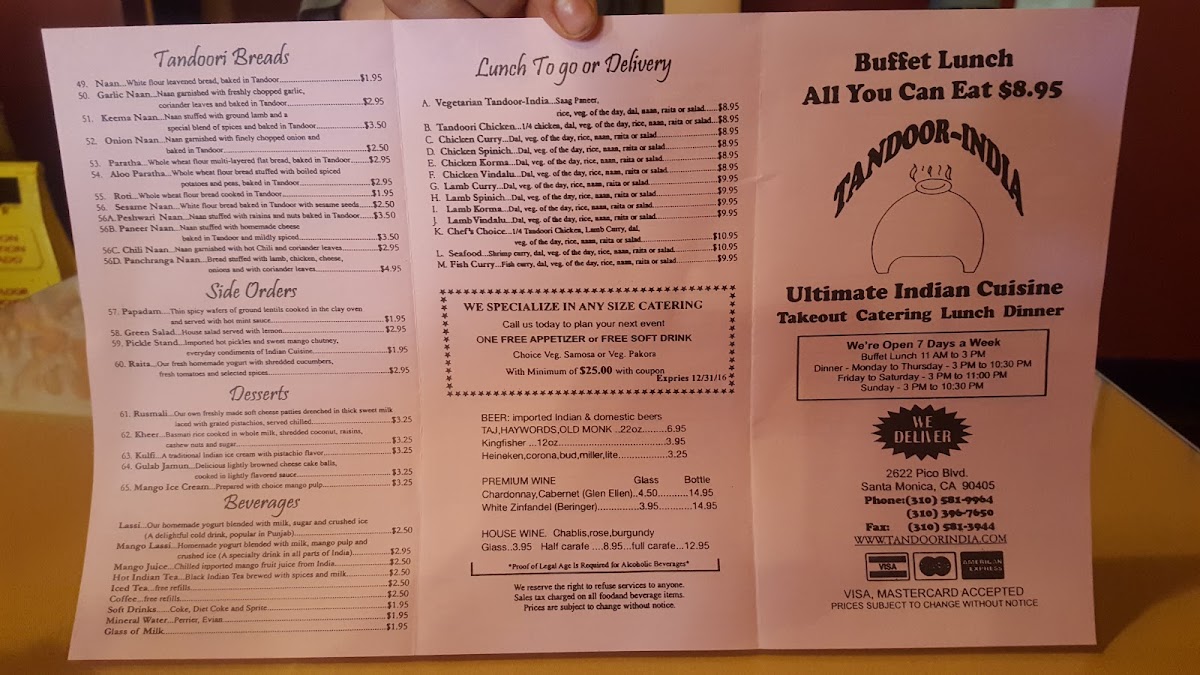 Tandoori Breads
49. Naan...White flour leavened bread, baked in Tandoor...$1.95
50. Garlic Naan...Naan garnished with freshly chopped garlic,
coriander leaves and baked in Tandoor...$2.95
51. Keema Naan...Naan stuffed with ground lamb and a
special blend of spices and baked in Tandoor...$3.50
52. Onion Naan...Naan garnished with finely chopped onion and
baked in Tandoor...$2.50
53. Paratha...Whole wheat flour multi-layered flat bread, baked in Tandoor...$2.95
54. Aloo Paratha...Whole wheat flour bread stuffed with boiled spiced
potatoes and peas, baked in Tandoor...$2.95
55. Roti...Whole wheat flour bread cooked in Tandoor...$1.95
56. Sesame Naan...White flour bread baked in Tandoor with sesame seeds...$2.50
56A. Peshwari Naan...Naan stuffed with raisins and nuts baked in Tandoor...$3.50
56B. Paneer Naan...Naan stuffed with homemade cheese
baked in Tandoor and mildly spiced...$3.50
56C. Chili Naan...Naan garnished with hot Chili and coriander leaves...$2.95
56D. Panchranga Naan...Bread stuffed with lamb, chicken, cheese,
onions and with coriander leaves...$4.95
Side Orders
57. Papadam...Thin spicy wafers of ground lentils cooked in the clay oven
and served with hot mint sauce...$1.95
58. Green Salad...House salad served with lemon...$2.95
59. Pickle Stand...Imported hot pickles and sweet mango chutney,
everyday condiments of Indian Cuisine...$1.95
60. Raita...Our fresh homemade yogurt with shredded cucumbers,
fresh tomatoes and selected spices...$2.95
Desserts
61. Rusmali...Our own freshly made soft cheese patties drenched in thick sweet milk
laced with grated pistachios, served chilled...$3.25
62. Kheer...Basmati rice cooked in whole milk, shredded coconut, raisins,
cashew nuts and sugar...$3.25
63. Kulfi...A traditional Indian ice cream with pistachio flavor...$3.25
64. Gulab Jamun...Delicious lightly browned cheese cake balls,
cooked in lightly flavored sauce...$3.25
65. Mango Ice Cream...Prepared with choice mango pulp...$3.25
Beverages
Lassi...Our homemade yogurt blended with milk, sugar and crushed ice
(A delightful cold drink, popular in Punjab)...$2.50
Mango Lassi...Homemade yogurt blended with milk, mango pulp and
crushed ice (A specialty drink in all parts of India)...$2.95
Mango Juice...Chilled imported mango fruit juice from India...$2.50
Hot Indian Tea...Black Indian Tea brewed with spices and milk...$2.50
Iced Tea...free refills...$2.50
Coffee...free refills...$2.50
Soft Drinks......Coke, Diet Coke and Sprite...$1.95
Mineral Water...Perrier, Evian...$1.95
Glass of Milk...$1.95
Lunch To go or Delivery
A. Vegetarian Tandoor-India...Saag Paneer,
rice, veg. of the day, dal, naan, raita or salad......$8.95
B. Tandoori Chicken...1/4 chicken, dal, veg. of the day, rice, naan, raita or salad...$8.95
C. Chicken Curry...Dal, veg. of the day, rice, naan, raita or salad...$8.95
D. Chicken Spinich...Dal, veg. of the day, rice, naan, raita or salad...$8.95
E. Chicken Korma...Dal, veg. of the day, rice, naan, raita or salad...$8.95
F. Chicken Vindalu...Dal, veg. of the day, rice, naan, raita or salad...$8.95
G. Lamb Curry...Dal, veg. of the day, rice, naan, raita or salad...$9.95
H. Lamb Spinich...Dal, veg. of the day, rice, naan, raita or salad...$9.95
I. Lamb Korma...Dal, veg. of the day, rice, naan, raita or salad...$9.95
J. Lamb Vindalu...Dal, veg. of the day, rice, naan, raita or salad...$9.95
K. Chef's Choice...1/4 Tandoori Chicken, Lamb Curry, dal,
veg. of the day, rice, naan, raita or salad...$10.95
L. Seafood...Shrimp curry, dal, veg. of the day, rice, naan, raita or salad...$10.95
M. Fish Curry...Fish curry, dal, veg. of the day, rice, naan, raita or salad...$9.95
WE SPECIALIZE IN ANY SIZE CATERING
Call us today to plan your next event
ONE FREE APPETIZER or FREE SOFT DRINK
Choice Veg. Samosa or Veg. Pakora
With Minimum of $25.00 with coupon
Expries 12/31/16
BEER: imported Indian & domestic beers
TAJ,HAYWORDS,OLD MONK ..22oz.........6.95
Kingfisher ...12oz...3.95
Heineken,corona,bud,miller,lite...3.25
PREMIUM WINE Glass Bottle
Chardonnay,Cabernet (Glen Ellen)..4.50...........14.95
White Zinfandel (Beringer)...3.95...............14.95
HOUSE WINE. Chablis,rose,burgundy
Glass..3.95 Half carafe ....8.95...full carafe...12.95
*Proof of Legal Age Is Required for Alcoholic Beverages*
We reserve the right to refuse services to anyone.
Sales tax charged on all foodand beverage items.
Prices are subject to change without notice.
Buffet Lunch
All You Can Eat $8.95
TANDOOR-INDIA
Ultimate Indian Cuisine
Takeout Catering Lunch Dinner
We're Open 7 Days a Week
Buffet Lunch 11 AM to 3 PM
Dinner - Monday to Thursday - 3 PM to 10:30 PM
Friday to Saturday - 3 PM to 11:00 PM
Sunday - 3 PM to 10:30 PM
WE
DELIVER
2622 Pico Blvd.
Santa Monica, CA 90405
Phone:(310) 581-9964
(310) 396-7650
Fax: (310) 581-3944
WWW.TANDOORINDIA.COM
VISA MasterCard AMERICAN EXPRESS
VISA, MASTERCARD ACCEPTED
PRICES SUBJECT TO CHANGE WITHOUT NOTICE